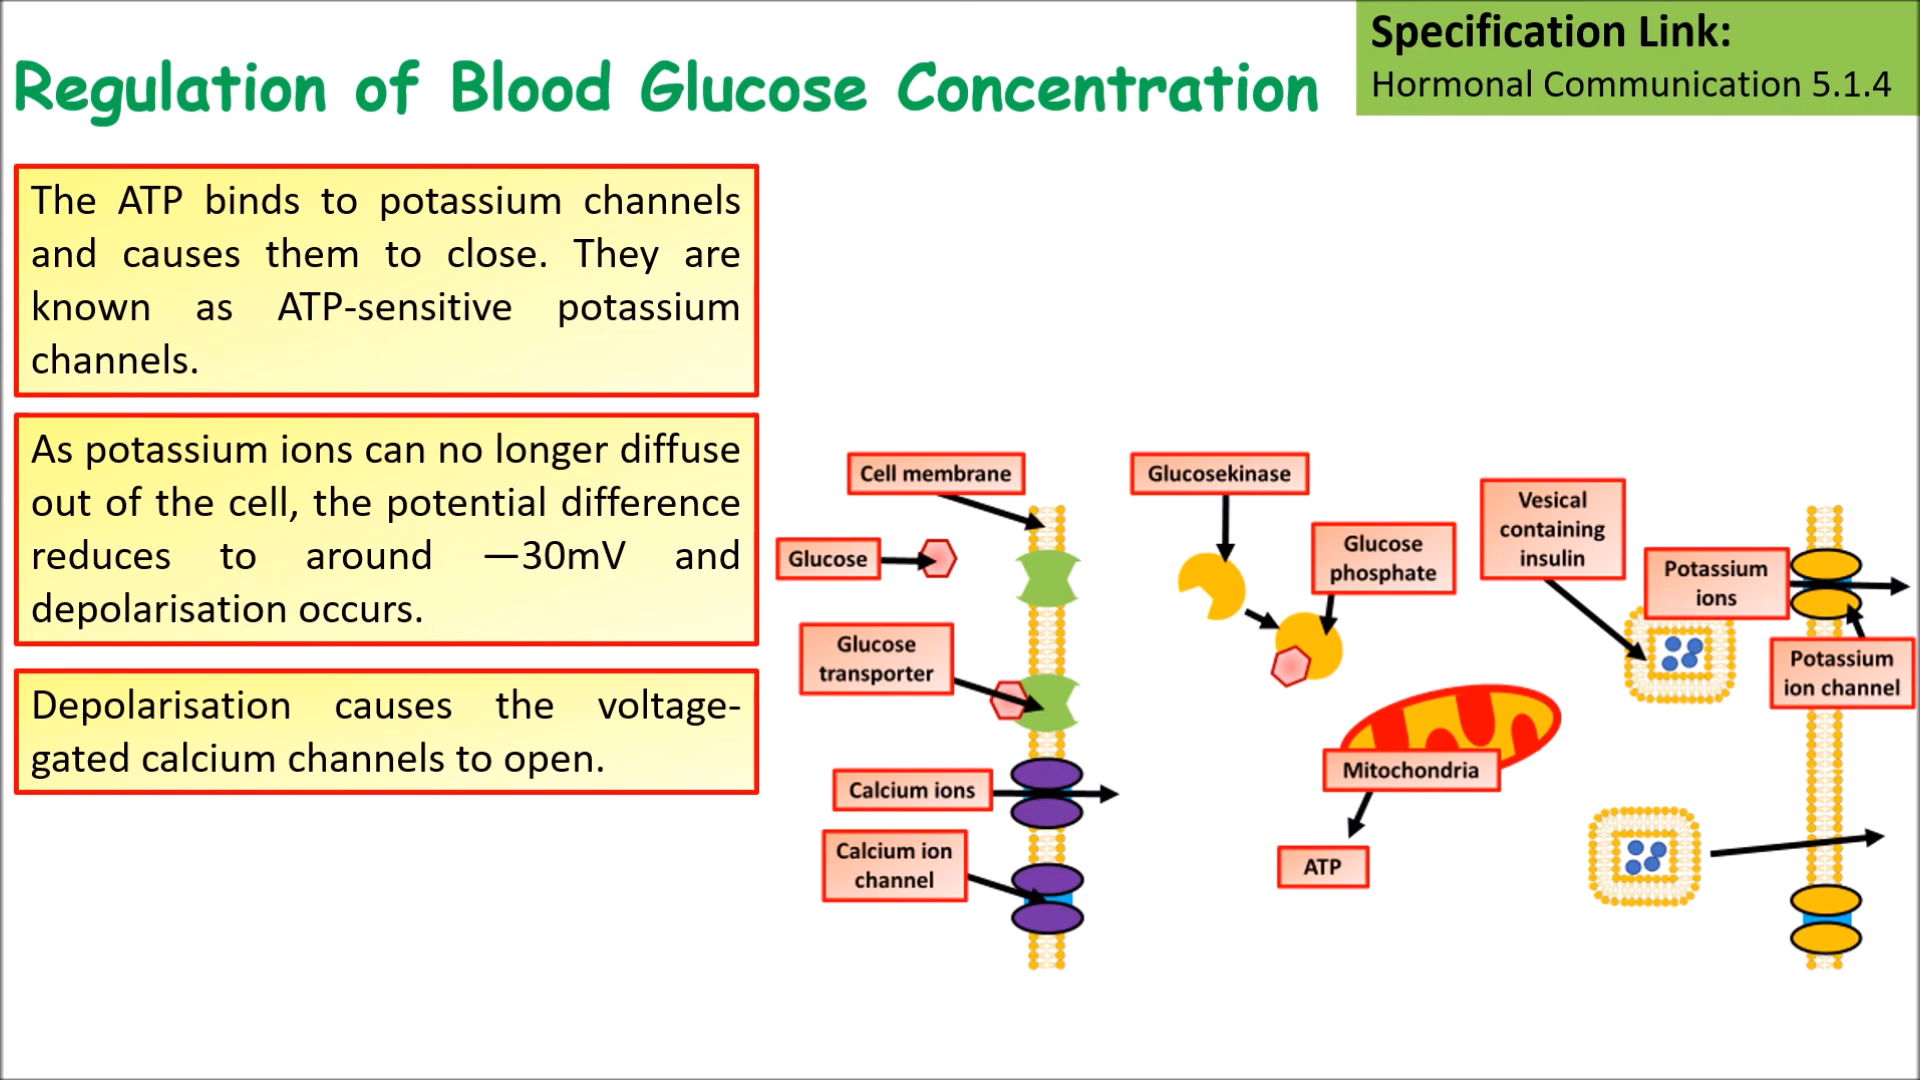 Specification Link:
Hormonal Communication 5.1.4
Regulation of Blood Glucose Concentration
The ATP binds to potassium channels
and causes them to close. They are
known as ATP-sensitive potassium
channels.
As potassium ions can no longer diffuse
out of the cell, the potential difference
reduces to around —30mV and
depolarisation occurs.
Depolarisation causes the voltage-
gated calcium channels to open.
Cell membrane
Glucose
Glucose
transporter
Calcium ions
Calcium ion
channel
Glucosekinase
Glucose
phosphate
Mitochondria
ATP
Vesical
containing
insulin
Potassium
ions
Potassium
ion channel